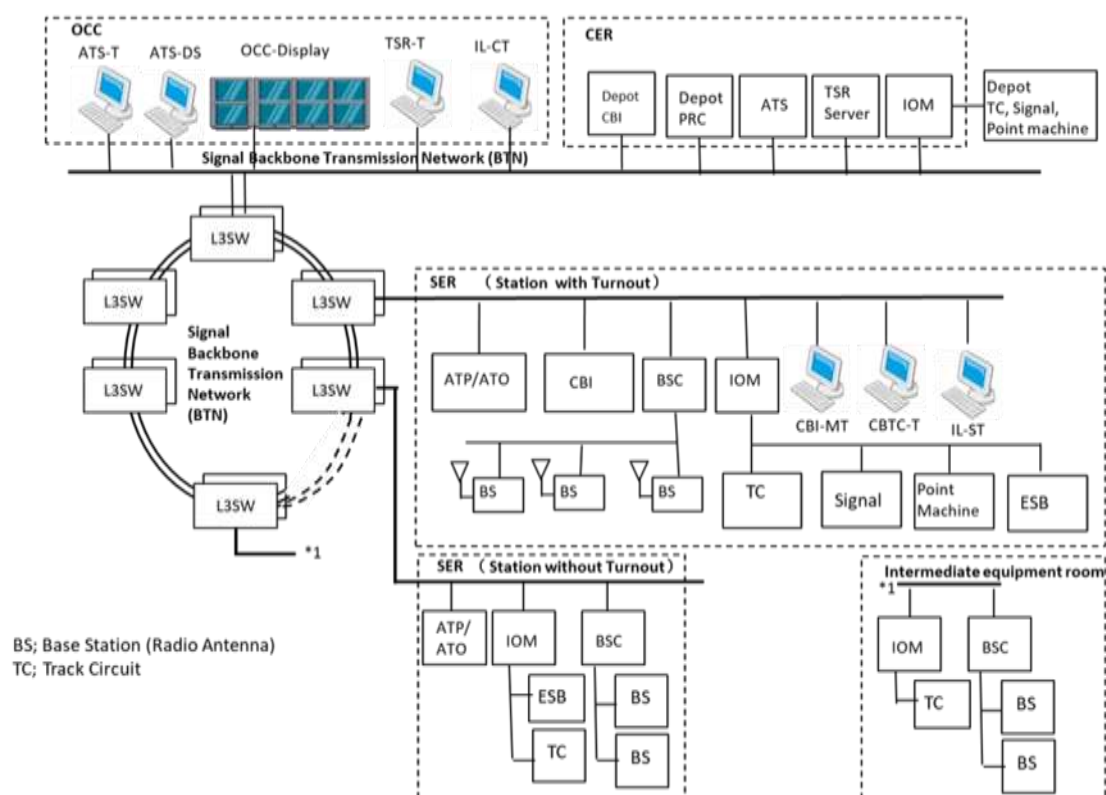 OCC
ATS-T
ATS-DS
OCC-Display
TSR-T
IL-CT
CER
Depot
CBI
Depot
PRC
ATS
TSR
Server
IOM
Depot
TC, Signal,
Point machine
Signal Backbone Transmission Network (BTN)
L3SW
L3SW
L3SW
L3SW
L3SW
L3SW
Signal
Backbone
Transmission
Network
(BTN)
*1
SER ( Station with Turnout )
ATP/ATO
CBI
BSC
IOM
CBI-MT
CBTC-T
IL-ST
BS
BS
BS
TC
Signal
Point
Machine
ESB
SER ( Station without Turnout )
ATP/
ATO
IOM
BSC
ESB
BS
TC
BS
Intermediate equipment room
*1
IOM
BSC
TC
BS
BS
BS; Base Station (Radio Antenna)
TC; Track Circuit